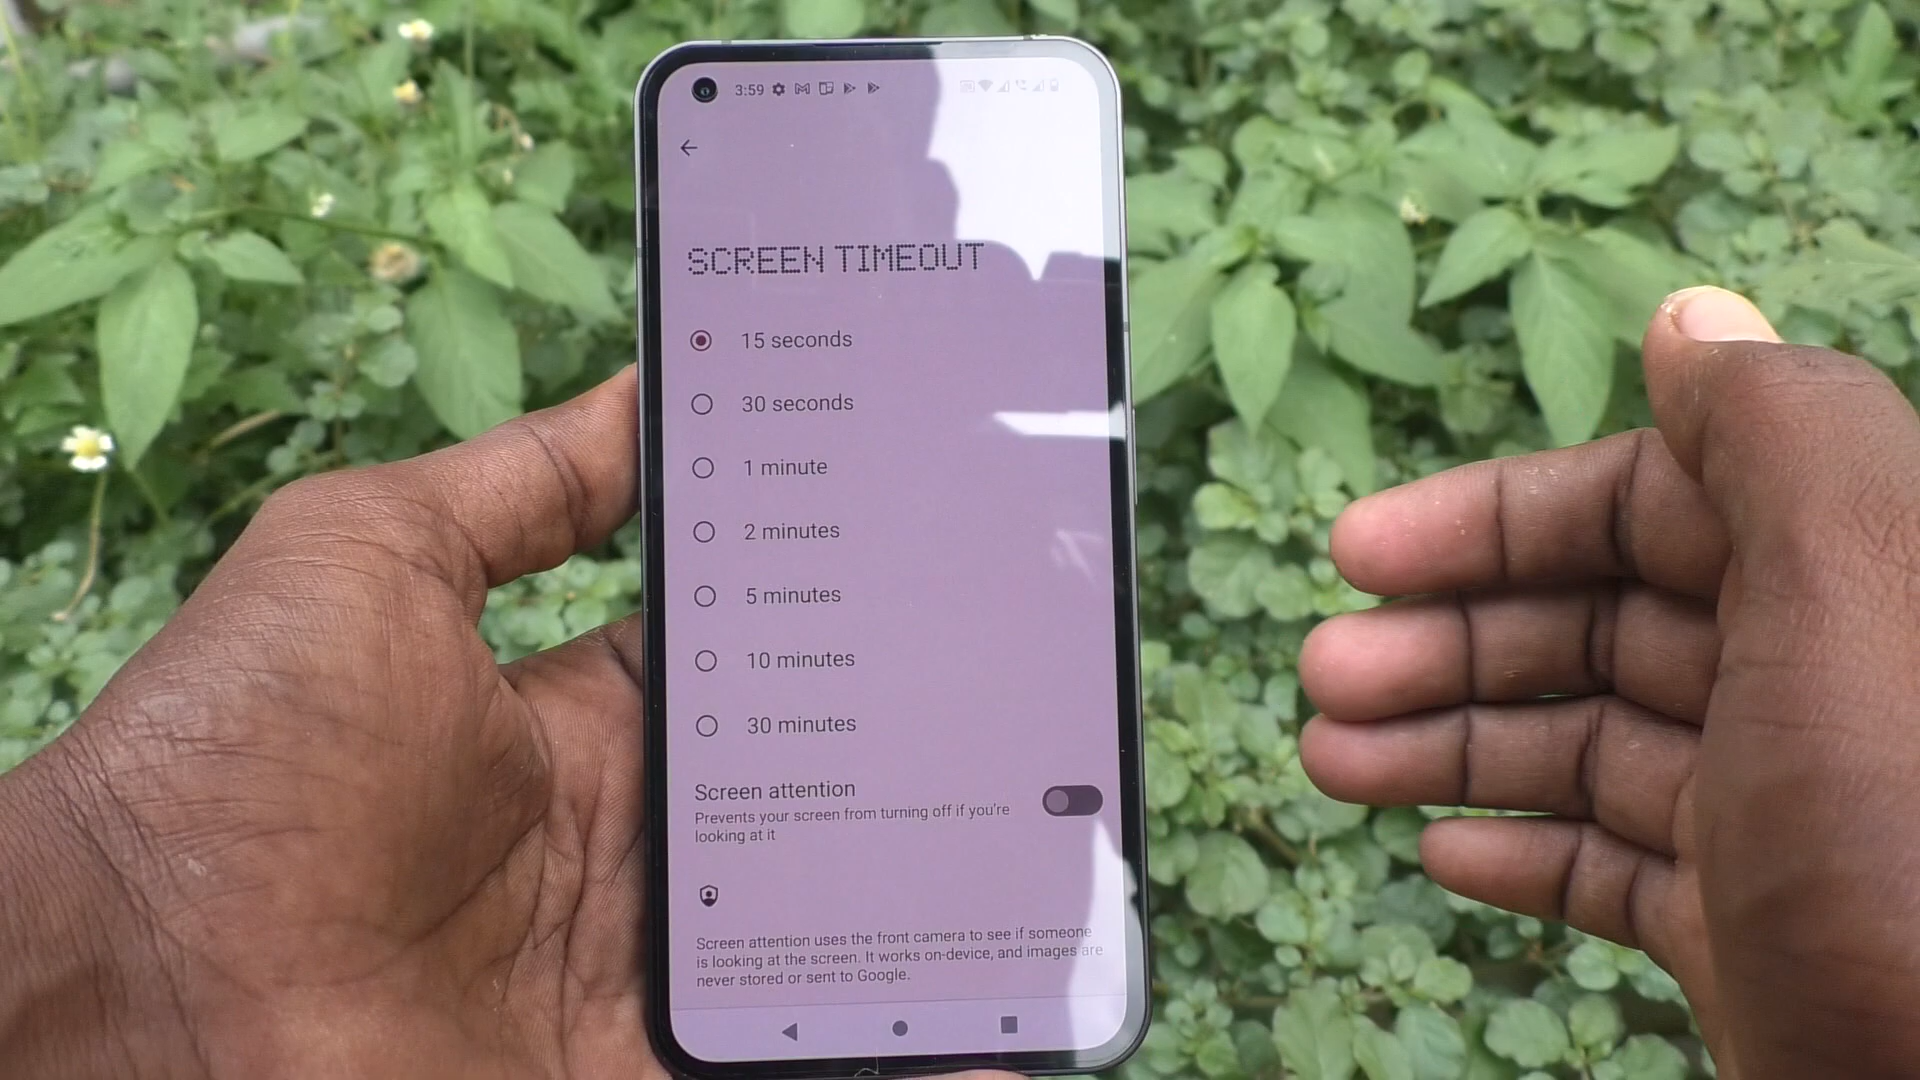 3:59
SCREEN TIMEOUT
15 seconds
30 seconds
1 minute
2 minutes
5 minutes
10 minutes
30 minutes
Screen attention
Prevents your screen from turning off if you're
looking at it
Screen attention uses the front camera to see if someone
is looking at the screen. It works on-device, and images are
never stored or sent to Google.